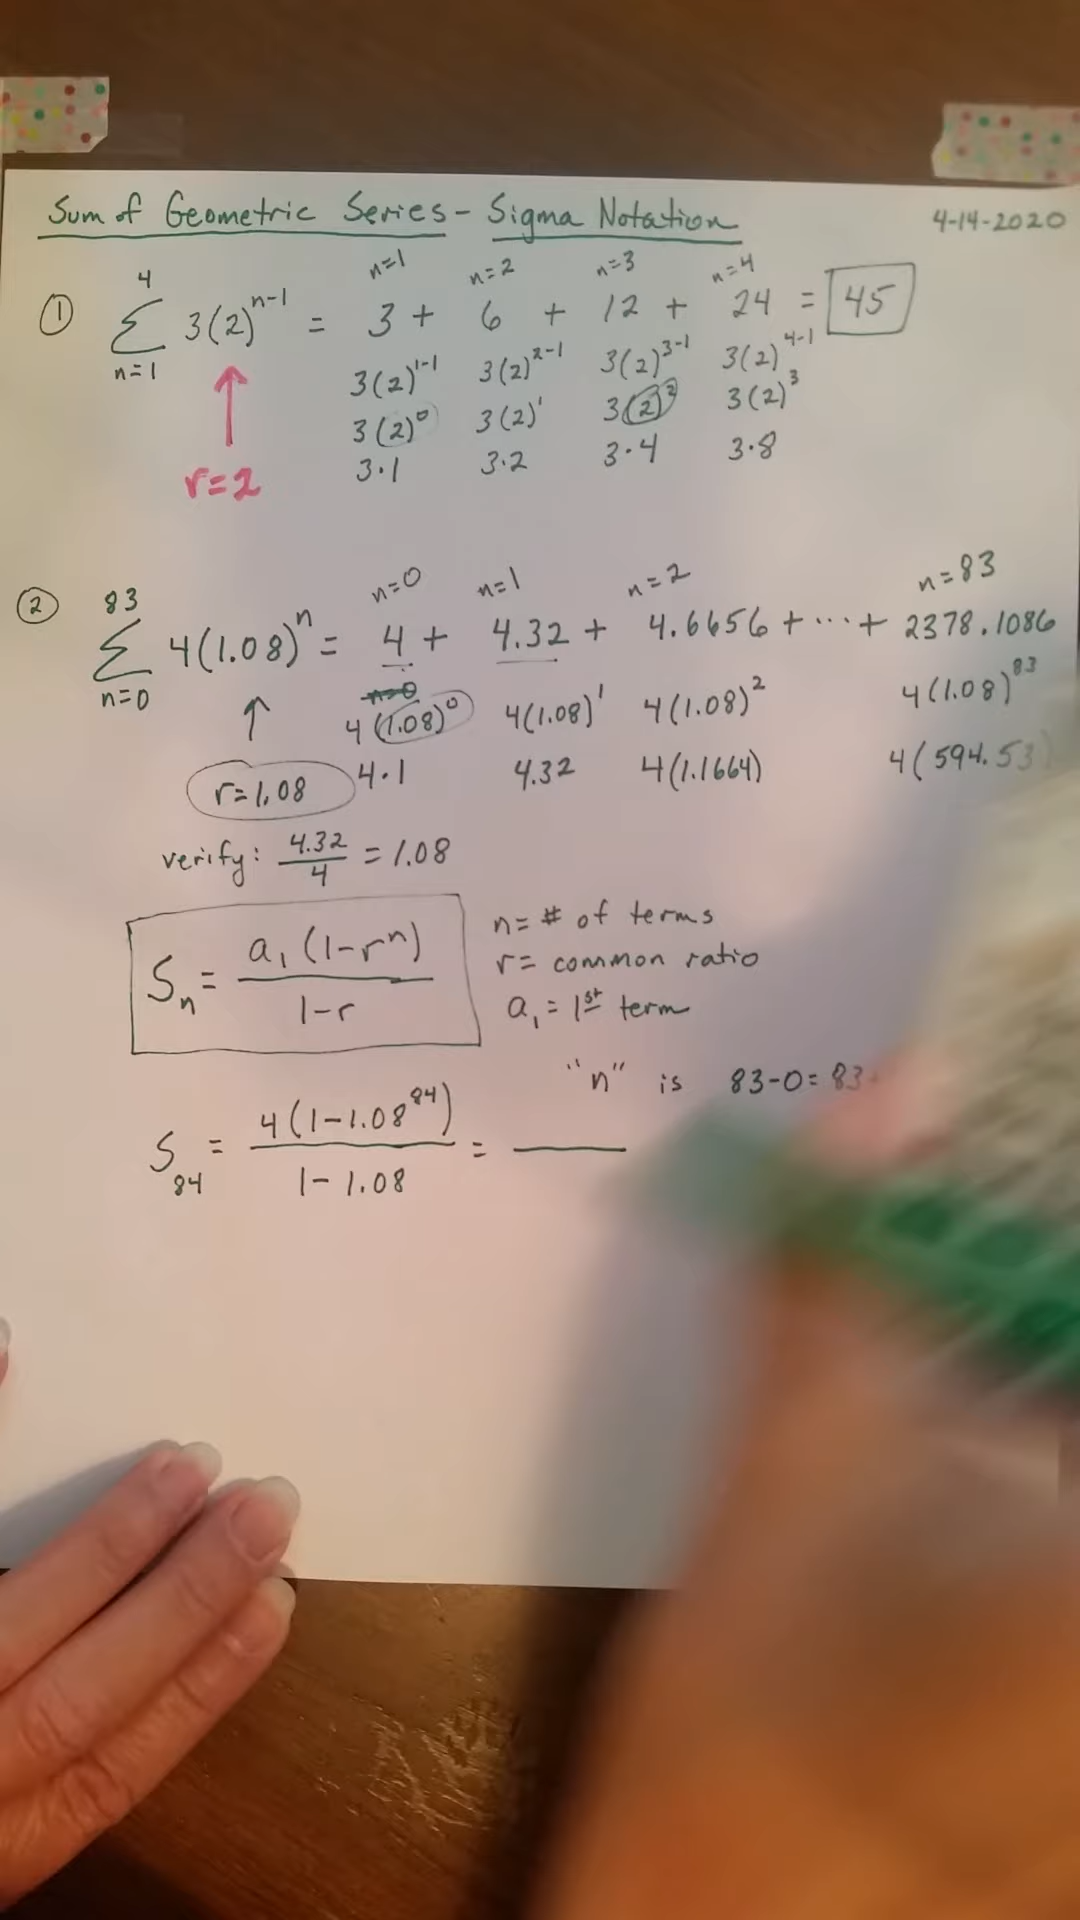 Sum of Geometric Series - Sigma Notation
4-14-2020
n=1 n=2 n=3 n=4
① 4 ∑ n=1 3(2)^{n-1} = 3 + 6 + 12 + 24 = 45
3(2)^{1-1} 3(2)^{2-1} 3(2)^{3-1} 3(2)^{4-1}
3(2)^0 3(2)^1 3(2)^2 3(2)^3
r=2 3·1 3·2 3·4 3·8
n=0 n=1 n=2 n=83
② 83 ∑ n=0 4(1.08)^n = 4 + 4.32 + 4.6656 + ... + 2378.1086
n=0
4(1.08)^0 4(1.08)^1 4(1.08)^2 4(1.08)^{83}
r=1.08 4·1 4.32 4(1.1664) 4(594.53
verify: 4.32/4 = 1.08
S_n = a_1(1-r^n)/1-r
n = # of terms
r = common ratio
a_1 = 1st term
"n" is 83-0=83
S_84 = 4(1-1.08^{84})/1-1.08 = ___